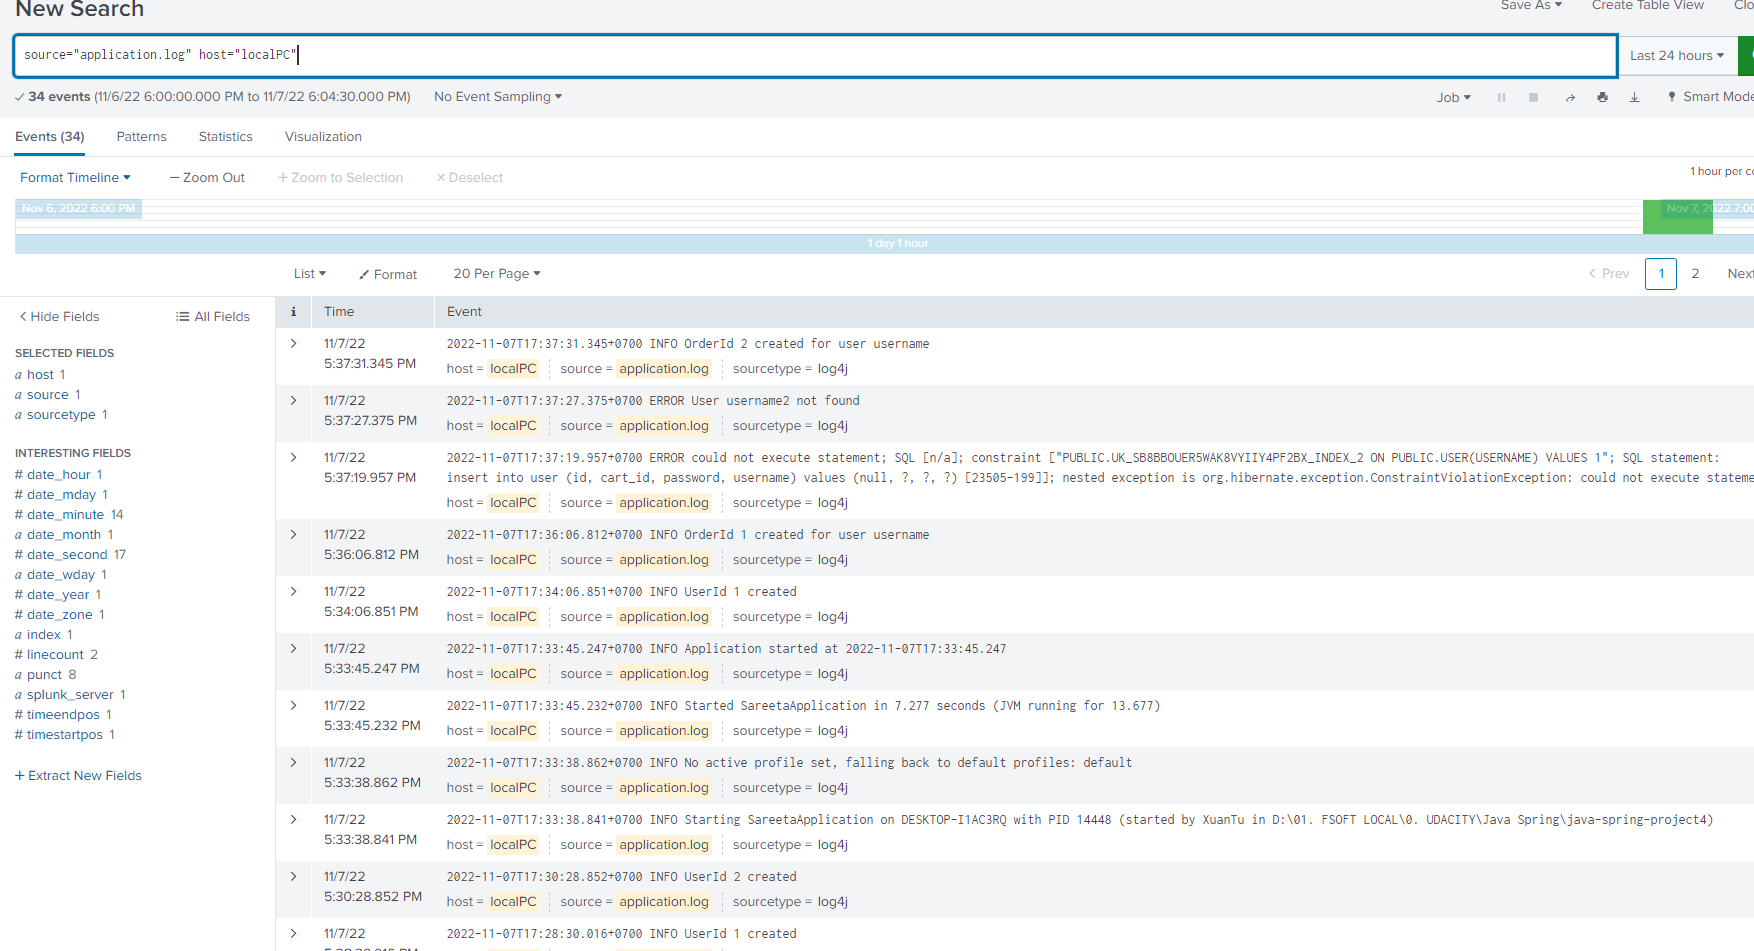 New Search
Save As Create Table View Clo
source="application.log" host="localPC"
Last 24 hours
34 events (11/6/22 6:00:00.000 PM to 11/7/22 6:04:30.000 PM) No Event Sampling
Job Smart Mode
Events (34) Patterns Statistics Visualization
Format Timeline — Zoom Out + Zoom to Selection × Deselect
1 hour per co
Nov 6, 2022 6:00 PM
Nov 7, 2022 7:00
1 day 1 hour
List Format 20 Per Page
< Prev 1 2 Next
< Hide Fields All Fields
SELECTED FIELDS
a host 1
a source 1
a sourcetype 1
INTERESTING FIELDS
# date_hour 1
# date_mday 1
# date_minute 14
a date_month 1
# date_second 17
a date_wday 1
# date_year 1
# date_zone 1
a index 1
# linecount 2
a punct 8
a splunk_server 1
# timeendpos 1
# timestartpos 1
+ Extract New Fields
i Time Event
11/7/22
5:37:31.345 PM
2022-11-07T17:37:31.345+0700 INFO OrderId 2 created for user username
host = localPC source = application.log sourcetype = log4j
11/7/22
5:37:27.375 PM
2022-11-07T17:37:27.375+0700 ERROR User username2 not found
host = localPC source = application.log sourcetype = log4j
11/7/22
5:37:19.957 PM
2022-11-07T17:37:19.957+0700 ERROR could not execute statement; SQL [n/a]; constraint ["PUBLIC.UK_SB8BBOUER5WAK8VYIIY4PF2BX_INDEX_2 ON PUBLIC.USER(USERNAME) VALUES 1"; SQL statement:
insert into user (id, cart_id, password, username) values (null, ?, ?, ?) [23505-199]]; nested exception is org.hibernate.exception.ConstraintViolationException: could not execute stateme
host = localPC source = application.log sourcetype = log4j
11/7/22
5:36:06.812 PM
2022-11-07T17:36:06.812+0700 INFO OrderId 1 created for user username
host = localPC source = application.log sourcetype = log4j
11/7/22
5:34:06.851 PM
2022-11-07T17:34:06.851+0700 INFO UserId 1 created
host = localPC source = application.log sourcetype = log4j
11/7/22
5:33:45.247 PM
2022-11-07T17:33:45.247+0700 INFO Application started at 2022-11-07T17:33:45.247
host = localPC source = application.log sourcetype = log4j
11/7/22
5:33:45.232 PM
2022-11-07T17:33:45.232+0700 INFO Started SareetaApplication in 7.277 seconds (JVM running for 13.677)
host = localPC source = application.log sourcetype = log4j
11/7/22
5:33:38.862 PM
2022-11-07T17:33:38.862+0700 INFO No active profile set, falling back to default profiles: default
host = localPC source = application.log sourcetype = log4j
11/7/22
5:33:38.841 PM
2022-11-07T17:33:38.841+0700 INFO Starting SareetaApplication on DESKTOP-I1AC3RQ with PID 14448 (started by XuanTu in D:\01. FSOFT LOCAL\0. UDACITY\Java Spring\java-spring-project4)
host = localPC source = application.log sourcetype = log4j
11/7/22
5:30:28.852 PM
2022-11-07T17:30:28.852+0700 INFO UserId 2 created
host = localPC source = application.log sourcetype = log4j
11/7/22
2022-11-07T17:28:30.016+0700 INFO UserId 1 created